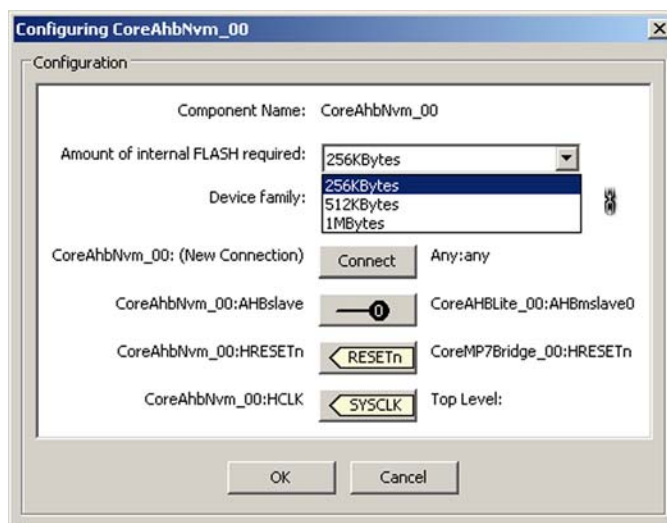 Configuring CoreAhbNvm_00
Configuration
Component Name: CoreAhbNvm_00
Amount of internal FLASH required: 256KBytes
256KBytes
Device family:
512KBytes
1MBytes
CoreAhbNvm_00: (New Connection) Connect Any:any
CoreAhbNvm_00:AHBslave 0 CoreAHBLite_00:AHBmslave0
CoreAhbNvm_00:HRESETn RESETn CoreMP7Bridge_00:HRESETn
CoreAhbNvm_00:HCLK SYSCLK Top Level:
OK Cancel